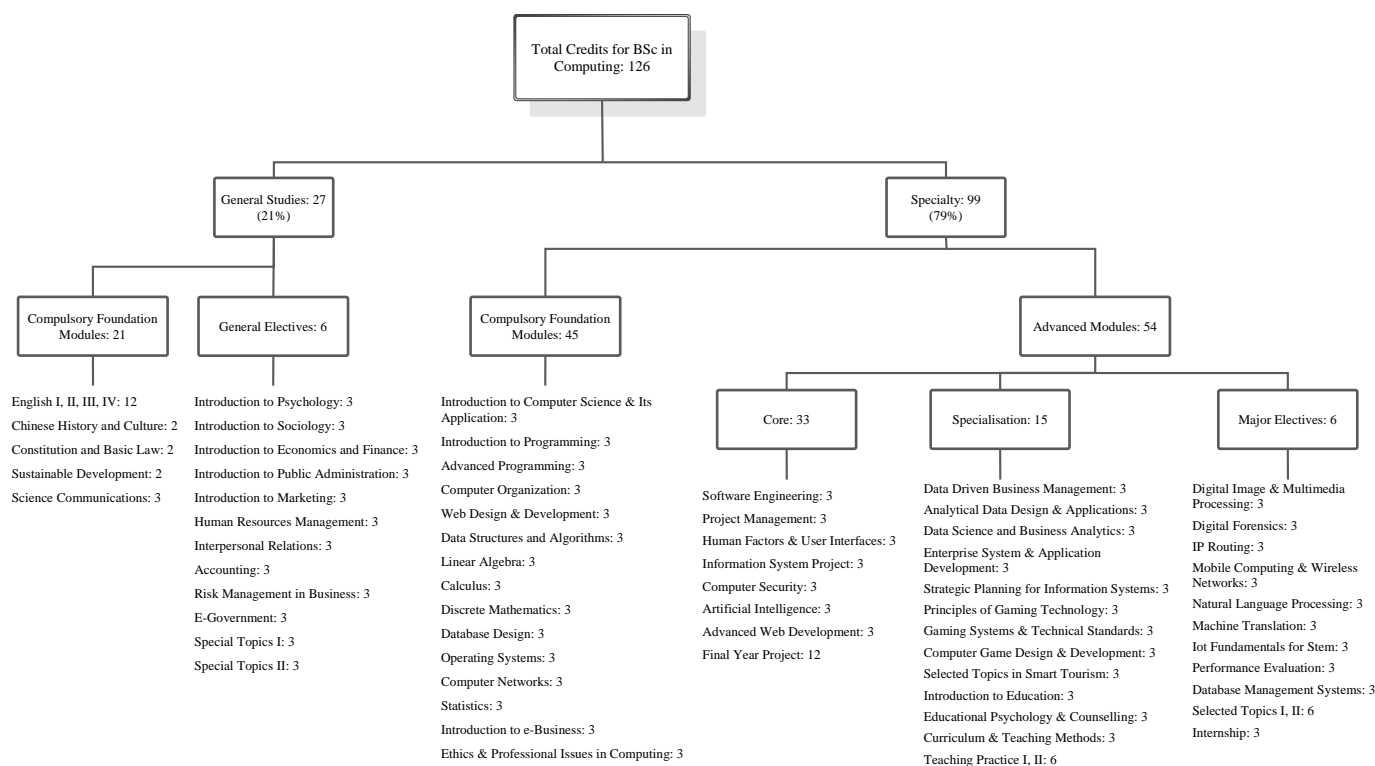 Total Credits for BSc in
Computing: 126
General Studies: 27
(21%)
Specialty: 99
(79%)
Compulsory Foundation
Modules: 21
General Electives: 6
Compulsory Foundation
Modules: 45
Advanced Modules: 54
Core: 33
Specialisation: 15
Major Electives: 6
English I, II, III, IV: 12
Chinese History and Culture: 2
Constitution and Basic Law: 2
Sustainable Development: 2
Science Communications: 3
Introduction to Psychology: 3
Introduction to Sociology: 3
Introduction to Economics and Finance: 3
Introduction to Public Administration: 3
Introduction to Marketing: 3
Human Resources Management: 3
Interpersonal Relations: 3
Accounting: 3
Risk Management in Business: 3
E-Government: 3
Special Topics I: 3
Special Topics II: 3
Introduction to Computer Science & Its
Application: 3
Introduction to Programming: 3
Advanced Programming: 3
Computer Organization: 3
Web Design & Development: 3
Data Structures and Algorithms: 3
Linear Algebra: 3
Calculus: 3
Discrete Mathematics: 3
Database Design: 3
Operating Systems: 3
Computer Networks: 3
Statistics: 3
Introduction to e-Business: 3
Ethics & Professional Issues in Computing: 3
Software Engineering: 3
Project Management: 3
Human Factors & User Interfaces: 3
Information System Project: 3
Computer Security: 3
Artificial Intelligence: 3
Advanced Web Development: 3
Final Year Project: 12
Data Driven Business Management: 3
Analytical Data Design & Applications: 3
Data Science and Business Analytics: 3
Enterprise System & Application
Development: 3
Strategic Planning for Information Systems: 3
Principles of Gaming Technology: 3
Gaming Systems & Technical Standards: 3
Computer Game Design & Development: 3
Selected Topics in Smart Tourism: 3
Introduction to Education: 3
Educational Psychology & Counselling: 3
Curriculum & Teaching Methods: 3
Teaching Practice I, II: 6
Digital Image & Multimedia
Processing: 3
Digital Forensics: 3
IP Routing: 3
Mobile Computing & Wireless
Networks: 3
Natural Language Processing: 3
Machine Translation: 3
Iot Fundamentals for Stem: 3
Performance Evaluation: 3
Database Management Systems: 3
Selected Topics I, II: 6
Internship: 3